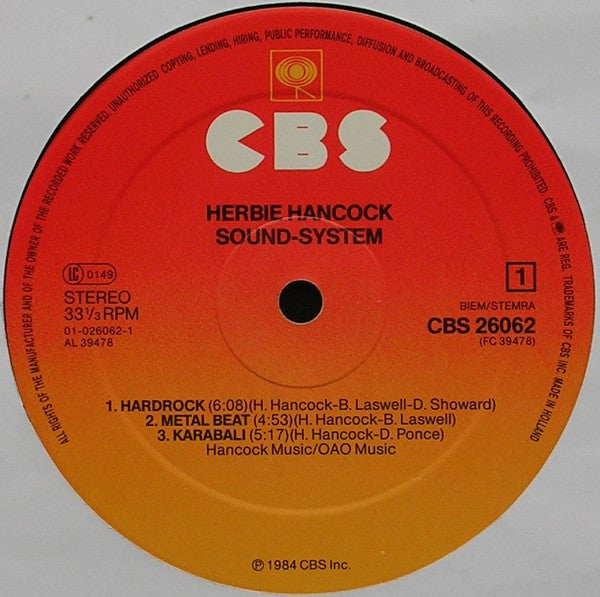 ALL RIGHTS OF THE MANUFACTURER AND OF THE OWNER OF THE RECORDED WORK RESERVED. UNAUTHORIZED COPYING, LENDING, HIRING, PUBLIC PERFORMANCE, DIFFUSION AND BROADCASTING OF THIS RECORDING PROHIBITED. CBS & ARE REG. TRADEMARKS OF CBS INC. MADE IN HOLLAND
CBS
HERBIE HANCOCK
SOUND-SYSTEM
LC 0149
STEREO
33 1/3 RPM
01-026062-1
AL 39478
1
BIEM/STEMRA
CBS 26062
(FC 39478)
1. HARDROCK (6:08)(H. Hancock-B. Laswell-D. Showard)
2. METAL BEAT (4:53)(H. Hancock-B. Laswell)
3. KARABALI (5:17)(H. Hancock-D. Ponce)
Hancock Music/OAO Music
℗ 1984 CBS Inc.